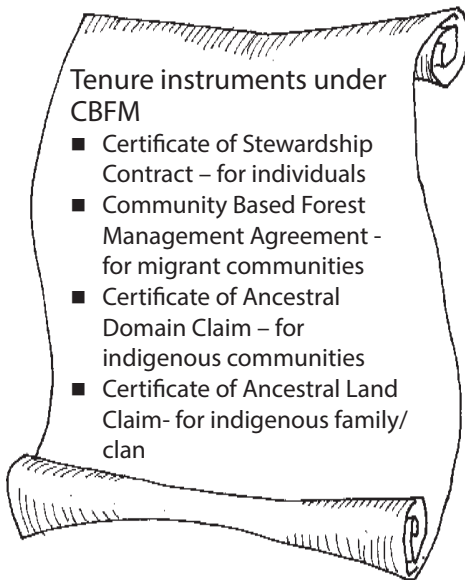 Tenure instruments under
CBFM
■ Certificate of Stewardship
Contract – for individuals
■ Community Based Forest
Management Agreement -
for migrant communities
■ Certificate of Ancestral
Domain Claim – for
indigenous communities
■ Certificate of Ancestral Land
Claim- for indigenous family/
clan